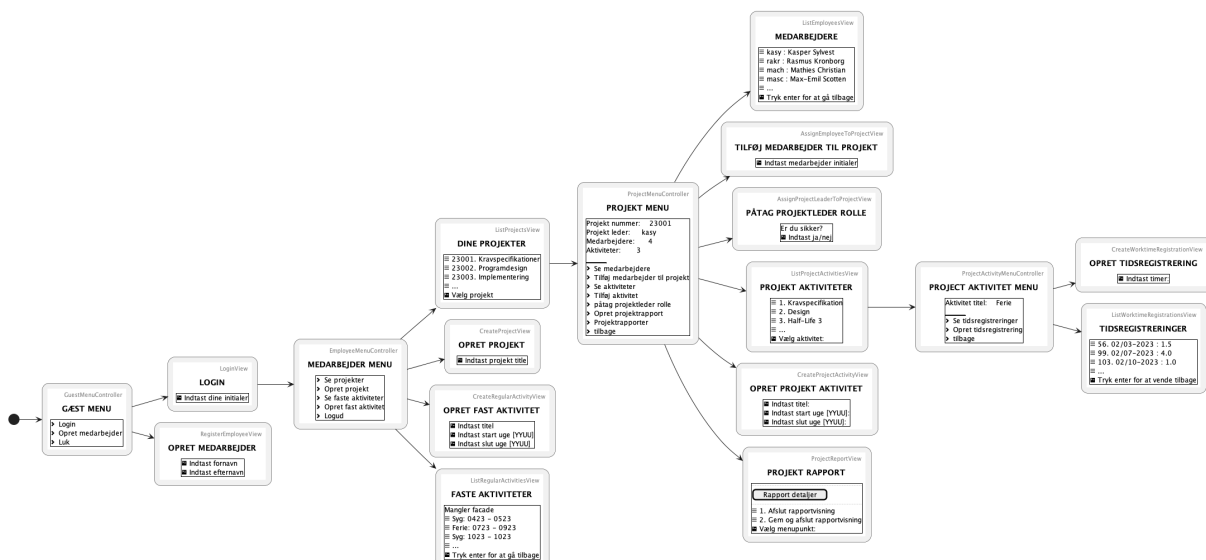 ListEmployeesView
MEDARBEJDERE
kasy : Kasper Sylvest
rakr : Rasmus Kronborg
mach : Mathies Christian
masc : Max-Emil Scotten
...
Tryk enter for at gå tilbage
AssignEmployeeToProjectView
TILFØJ MEDARBEJDER TIL PROJEKT
Indtast medarbejder initialer
ProjectMenuController
PROJEKT MENU
Projekt nummer: 23001
Projekt leder: kasy
Medarbejdere: 4
Aktiviteter: 3
Se medarbejdere
Tilføj medarbejder til projekt
Se aktiviteter
Tilføj aktivitet
påtag projektleder rolle
Opret projektrapport
Projektrapporter
tilbage
AssignProjectLeaderToProjectView
PÅTAG PROJEKTLEDER ROLLE
Er du sikker?
Indtast ja/nej
ListProjectsView
DINE PROJEKTER
23001. Kravspecifikationer
23002. Programdesign
23003. Implementering
...
Vælg projekt
ListProjectActivitiesView
PROJEKT AKTIVITETER
1. Kravspecifikation
2. Design
3. Half-Life 3
...
Vælg aktivitet:
ProjectActivityMenuController
PROJECT AKTIVITET MENU
Aktivitet titel: Ferie
Se tidsregistreringer
Opret tidsregistrering
tilbage
CreateWorktimeRegistrationView
OPRET TIDSREGISTRERING
Indtast timer:
ListWorktimeRegistrationsView
TIDSREGISTRERINGER
56. 02/03-2023 : 1.5
99. 02/07-2023 : 4.0
103. 02/10-2023 : 1.0
...
Tryk enter for at vende tilbage
CreateProjectView
OPRET PROJEKT
Indtast projekt title
EmployeeMenuController
MEDARBEJDER MENU
Se projekter
Opret projekt
Se faste aktiviteter
Opret fast aktivitet
Logud
LoginView
LOGIN
Indtast dine initialer
GuestMenuController
GÆST MENU
Login
Opret medarbejder
Luk
RegisterEmployeeView
OPRET MEDARBEJDER
Indtast fornavn
Indtast efternavn
CreateRegularActivityView
OPRET FAST AKTIVITET
Indtast titel
Indtast start uge [YYUU]
Indtast slut uge [YYUU]
CreateProjectActivityView
OPRET PROJEKT AKTIVITET
Indtast titel:
Indtast start uge [YYUU]:
Indtast slut uge [YYUU]:
ListRegularActivitiesView
FASTE AKTIVITETER
Mangler facade
Syg: 0423 - 0523
Ferie: 0723 - 0923
Syg: 1023 - 1023
...
Tryk enter for at gå tilbage
ProjectReportView
PROJEKT RAPPORT
Rapport detaljer
1. Afslut rapportvisning
2. Gem og afslut rapportvisning
Vælg menupunkt: